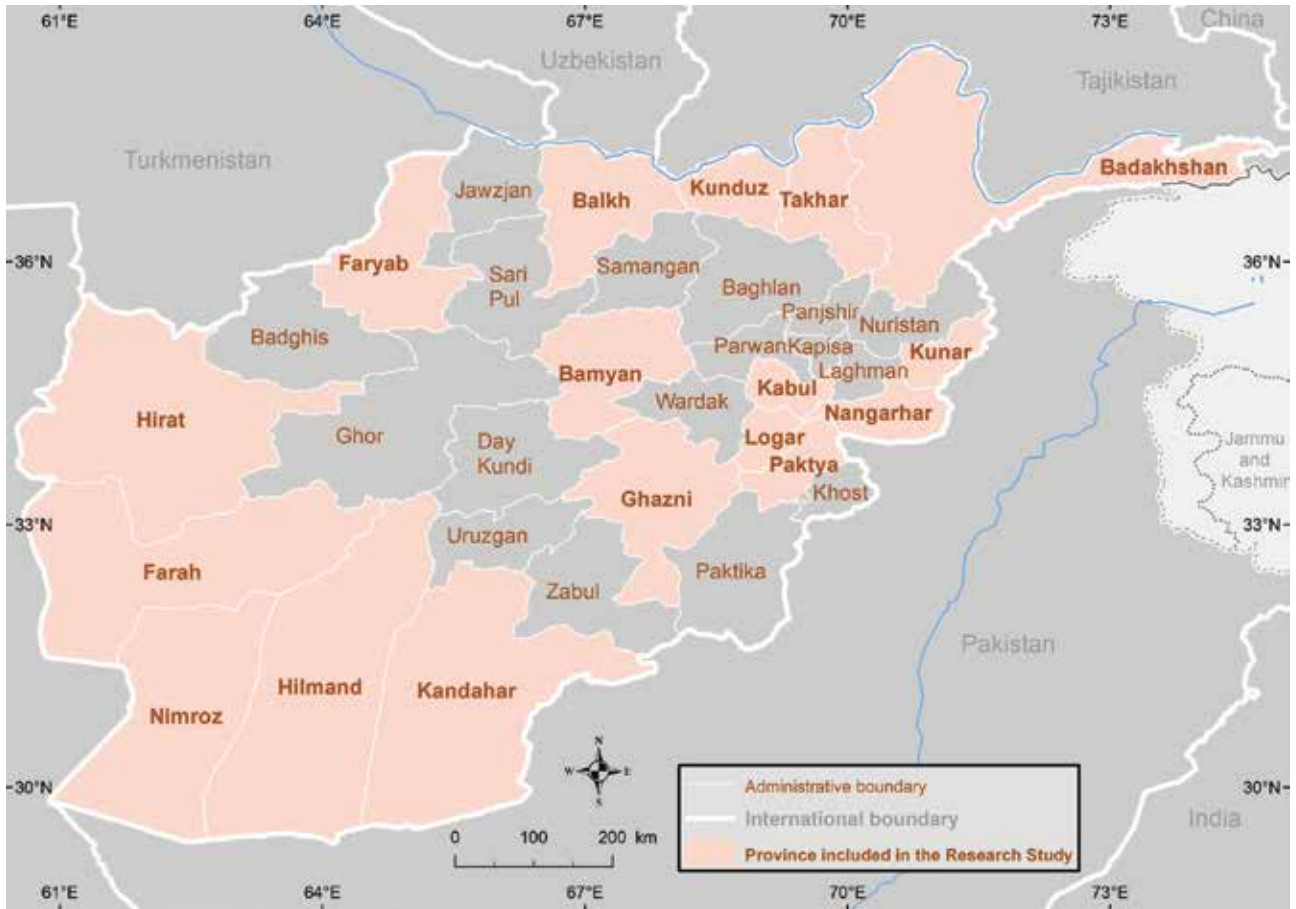 61°E 64°E 67°E 70°E 73°E
China
Uzbekistan
Tajikistan
Turkmenistan
Badakhshan
Jawzjan
Balkh
Kunduz
Takhar
36°N
36°N
Faryab
Sari
Pul
Samangan
Baghlan
Panjshir
Nuristan
Badghis
Parwan
Kapisa
Kunar
Bamyan
Kabul
Laghman
Wardak
Nangarhar
Hirat
Ghor
Day
Kundi
Logar
Paktya
Khost
Ghazni
Jammu
and
Kashmir
33°N
33°N
Uruzgan
Farah
Zabul
Paktika
Pakistan
Hilmand
Kandahar
Nimroz
N
W E
S
30°N
30°N
Administrative boundary
International boundary
Province included in the Research Study
0 100 200 km
India
61°E 64°E 67°E 70°E 73°E